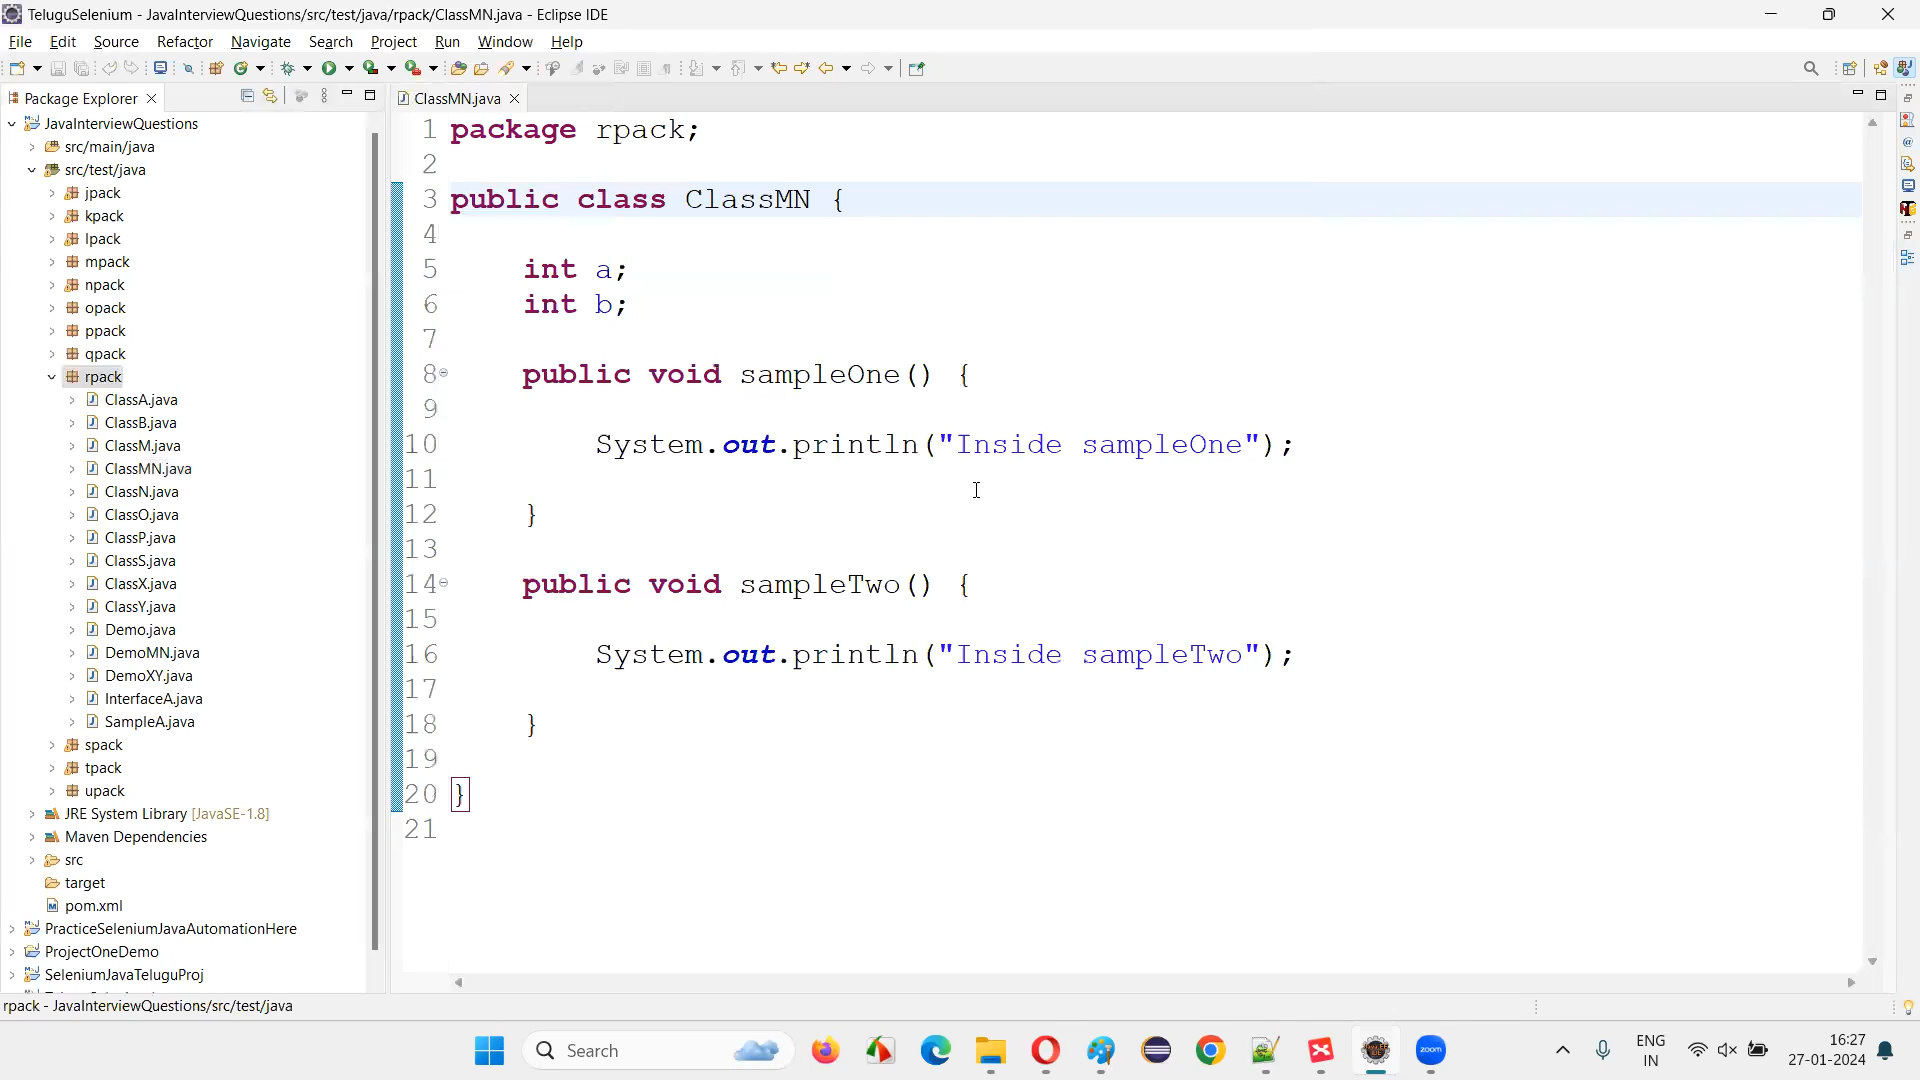 TeluguSelenium - JavaInterviewQuestions/src/test/java/rpack/ClassMN.java - Eclipse IDE
File Edit Source Refactor Navigate Search Project Run Window Help
Package Explorer
JavaInterviewQuestions
src/main/java
src/test/java
jpack
kpack
lpack
mpack
npack
opack
ppack
qpack
rpack
ClassA.java
ClassB.java
ClassM.java
ClassMN.java
ClassN.java
ClassO.java
ClassP.java
ClassS.java
ClassX.java
ClassY.java
Demo.java
DemoMN.java
DemoXY.java
InterfaceA.java
SampleA.java
spack
tpack
upack
JRE System Library [JavaSE-1.8]
Maven Dependencies
src
target
pom.xml
PracticeSeleniumJavaAutomationHere
ProjectOneDemo
SeleniumJavaTeluguProj
ClassMN.java
1 package rpack;
2
3 public class ClassMN {
4
5 int a;
6 int b;
7
8 public void sampleOne() {
9
10 System.out.println("Inside sampleOne");
11
12 }
13
14 public void sampleTwo() {
15
16 System.out.println("Inside sampleTwo");
17
18 }
19
20 }
21
rpack - JavaInterviewQuestions/src/test/java
Search
zoom
ENG
IN
16:27
27-01-2024